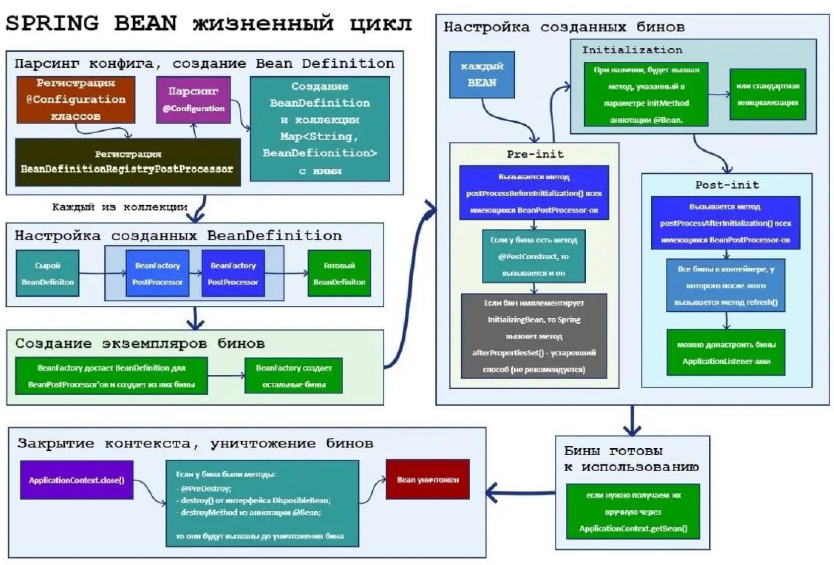 SPRING BEAN жизненный цикл
Парсинг конфига, создание Bean Definition
Регистрация
@Configuration
классов
Парсинг
@Configuration
Создание
BeanDefinition
и коллекции
Map<String,
BeanDefionition>
с ними
Регистрация
BeanDefinitionRegistryPostProcessor
Каждый из коллекции
Настройка созданных BeanDefinition
Сырой
BeanDefiniton
BeanFactory
PostProcessor
BeanFactory
PostProcessor
Готовый
BeanDefiniton
Создание экземпляров бинов
BeanFactory достает BeanDefinition для
BeanPostProcessor'ов и создает из них бины
BeanFactory создает
остальные бины
Настройка созданных бинов
каждый
BEAN
Initialization
При наличии, будет вызван
метод, указанный в
параметре initMethod
аннотации @Bean.
или стандартная
инициализация
Pre-init
Вызывается метод
postProcessBeforeInitialization() всех
имеющихся BeanPostProcessor-ов
Если у бина есть метод
@PostConstruct, то
вызывается и он
Если бин имплементирует
InitializingBean, то Spring
вызовет метод
afterPropertiesSet() - устаревший
способ (не рекомендуется)
Post-init
Вызывается метод
postProcessAfterInitialization() всех
имеющихся BeanPostProcessor-ов
Все бины в контейнере, у
которого после этого
вызывается метод refresh()
можно донастроить бины
ApplicationListener-ами
Закрытие контекста, уничтожение бинов
ApplicationContext.close()
Если у бина были методы:
- @PreDestroy;
- destroy() от интерфейса DisposibleBean;
- destroyMethod из аннотации @Bean;
то они будут вызваны до уничтожения бина
Bean уничтожен
Бины готовы
к использованию
если нужно получаем их
вручную через
ApplicationContext.getBean()